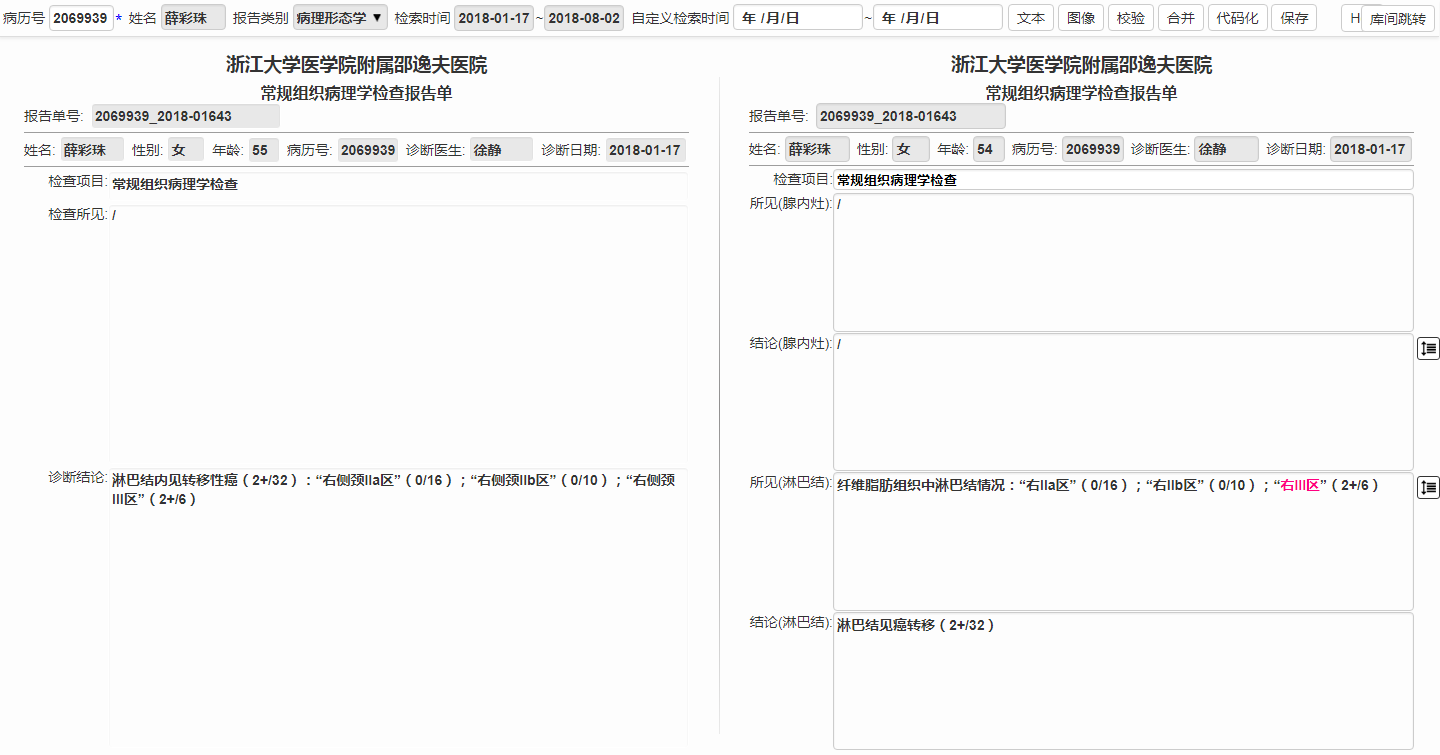 病历号 2069939 * 姓名 薛彩珠 报告类别 病理形态学 ▼ 检索时间 2018-01-17 ~ 2018-08-02 自定义检索时间 年 /月/日 ~ 年 /月/日 文本 图像 校验 合并 代码化 保存 H 库间跳转
浙江大学医学院附属邵逸夫医院
常规组织病理学检查报告单
报告单号: 2069939_2018-01643
姓名: 薛彩珠 性别: 女 年龄: 55 病历号: 2069939 诊断医生: 徐静 诊断日期: 2018-01-17
检查项目: 常规组织病理学检查
检查所见: /
诊断结论: 淋巴结内见转移性癌（2+/32）：“右侧颈IIa区”（0/16）；“右侧颈IIb区”（0/10）；“右侧颈
III区”（2+/6）
浙江大学医学院附属邵逸夫医院
常规组织病理学检查报告单
报告单号: 2069939_2018-01643
姓名: 薛彩珠 性别: 女 年龄: 54 病历号: 2069939 诊断医生: 徐静 诊断日期: 2018-01-17
检查项目: 常规组织病理学检查
所见(腺内灶): /
结论(腺内灶): /
所见(淋巴结): 纤维脂肪组织中淋巴结情况：“右IIa区”（0/16）；“右IIb区”（0/10）；“右III区”（2+/6）
结论(淋巴结): 淋巴结见癌转移（2+/32）